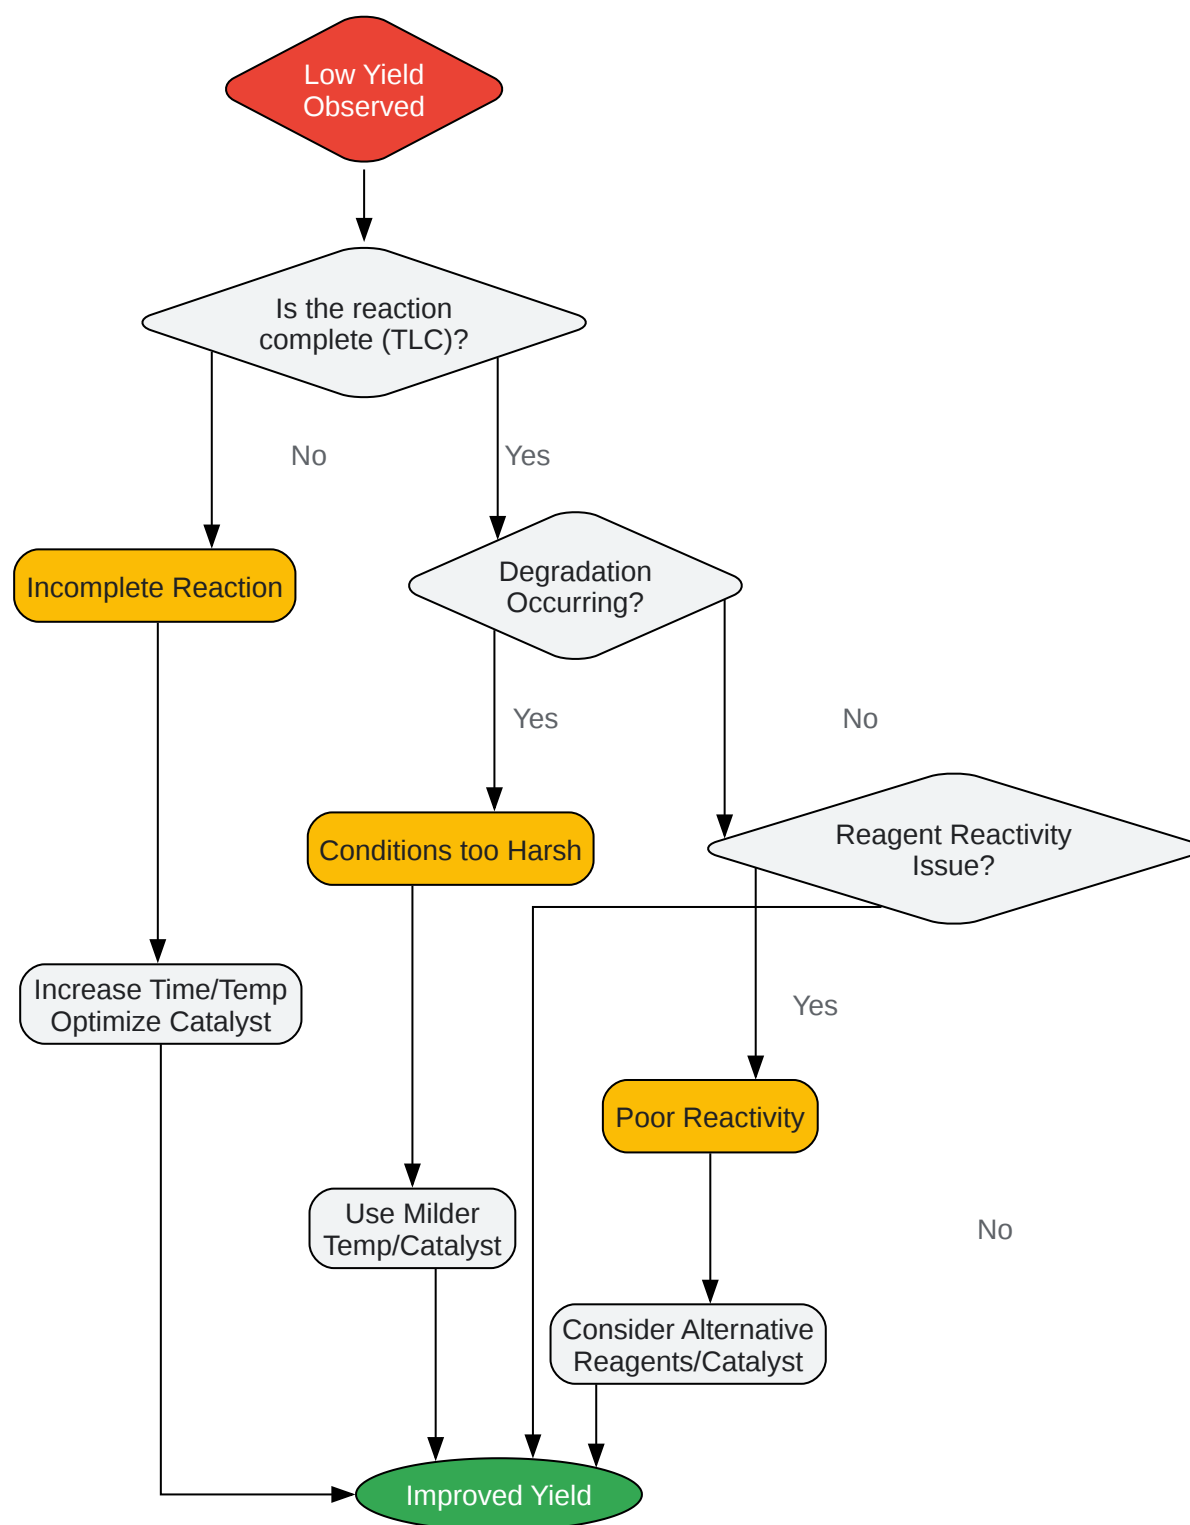 Low Yield
Observed
Is the reaction
complete (TLC)?
No
Yes
Degradation
Occurring?
Incomplete Reaction
Yes
No
Reagent Reactivity
Issue?
Conditions too Harsh
Increase Time/Temp
Optimize Catalyst
Yes
Poor Reactivity
Use Milder
Temp/Catalyst
No
Consider Alternative
Reagents/Catalyst
Improved Yield